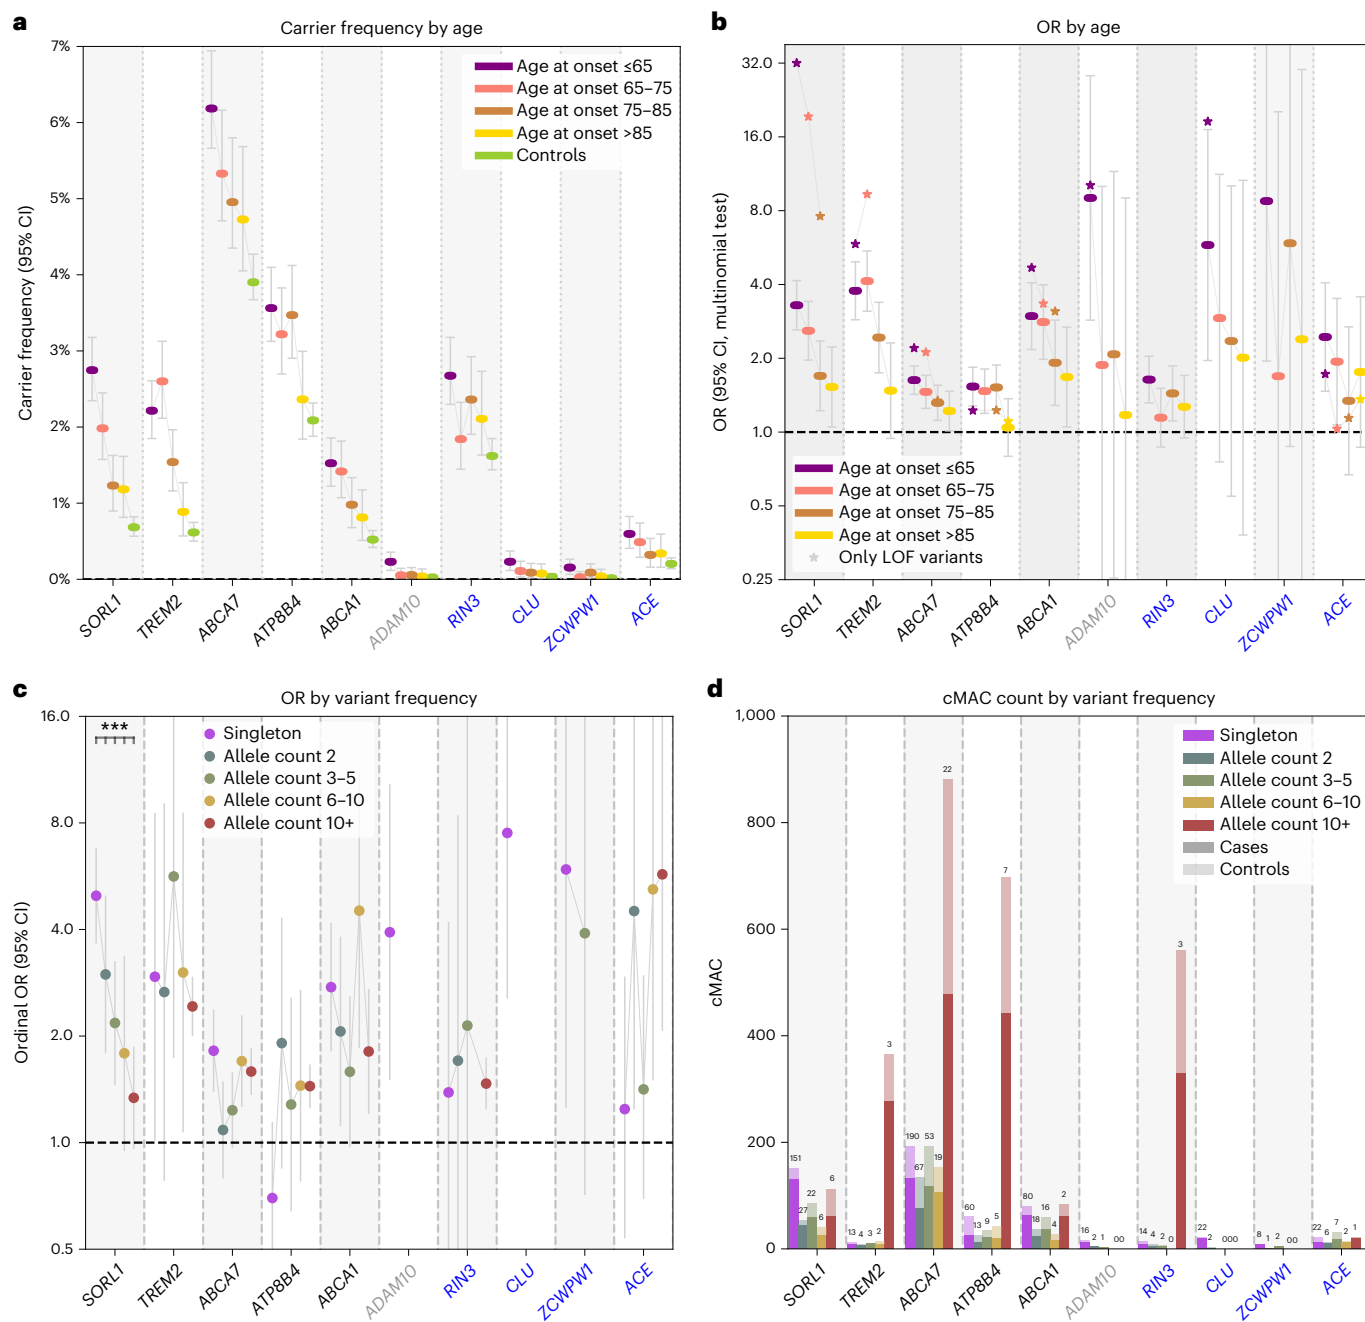 a
Carrier frequency by age
7%
6%
5%
4%
3%
2%
1%
0%
Carrier frequency (95% CI)
Age at onset ≤65
Age at onset 65–75
Age at onset 75–85
Age at onset >85
Controls
SORL1
TREM2
ABCA7
ATP8B4
ABCA1
ADAM10
RIN3
CLU
ZCWPW1
ACE
b
OR by age
32.0
16.0
8.0
4.0
2.0
1.0
0.5
0.25
OR (95% CI, multinomial test)
Age at onset ≤65
Age at onset 65–75
Age at onset 75–85
Age at onset >85
Only LOF variants
SORL1
TREM2
ABCA7
ATP8B4
ABCA1
ADAM10
RIN3
CLU
ZCWPW1
ACE
c
OR by variant frequency
16.0
8.0
4.0
2.0
1.0
0.5
Ordinal OR (95% CI)
***
Singleton
Allele count 2
Allele count 3–5
Allele count 6–10
Allele count 10+
SORL1
TREM2
ABCA7
ATP8B4
ABCA1
ADAM10
RIN3
CLU
ZCWPW1
ACE
d
cMAC count by variant frequency
1,000
800
600
400
200
0
cMAC
Singleton
Allele count 2
Allele count 3–5
Allele count 6–10
Allele count 10+
Cases
Controls
151
27
22
6
6
13
4
3
2
3
190
67
53
19
22
60
13
9
5
7
80
18
16
4
2
16
2
1
00
14
4
2
0
3
22
2
000
8
1
2
00
22
6
7
2
1
SORL1
TREM2
ABCA7
ATP8B4
ABCA1
ADAM10
RIN3
CLU
ZCWPW1
ACE